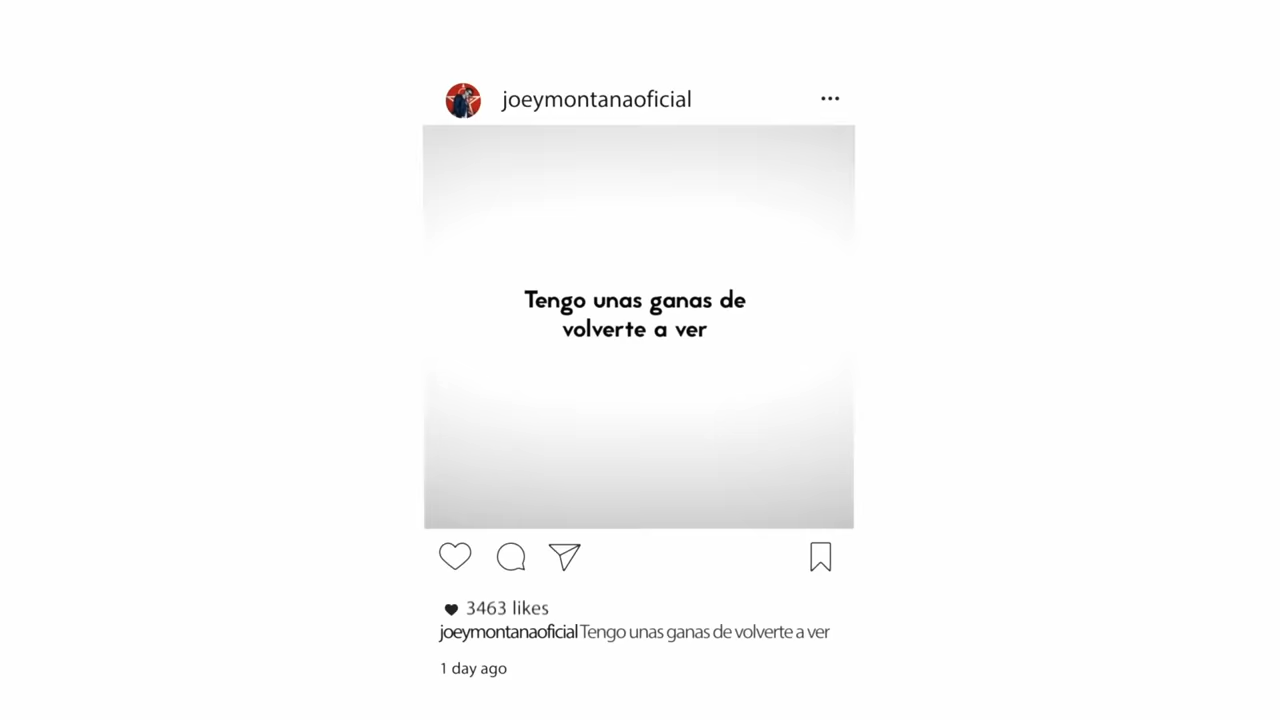 joeymontanaoficial
Tengo unas ganas de
volverte a ver
3463 likes
joeymontanaoficial Tengo unas ganas de volverte a ver
1 day ago